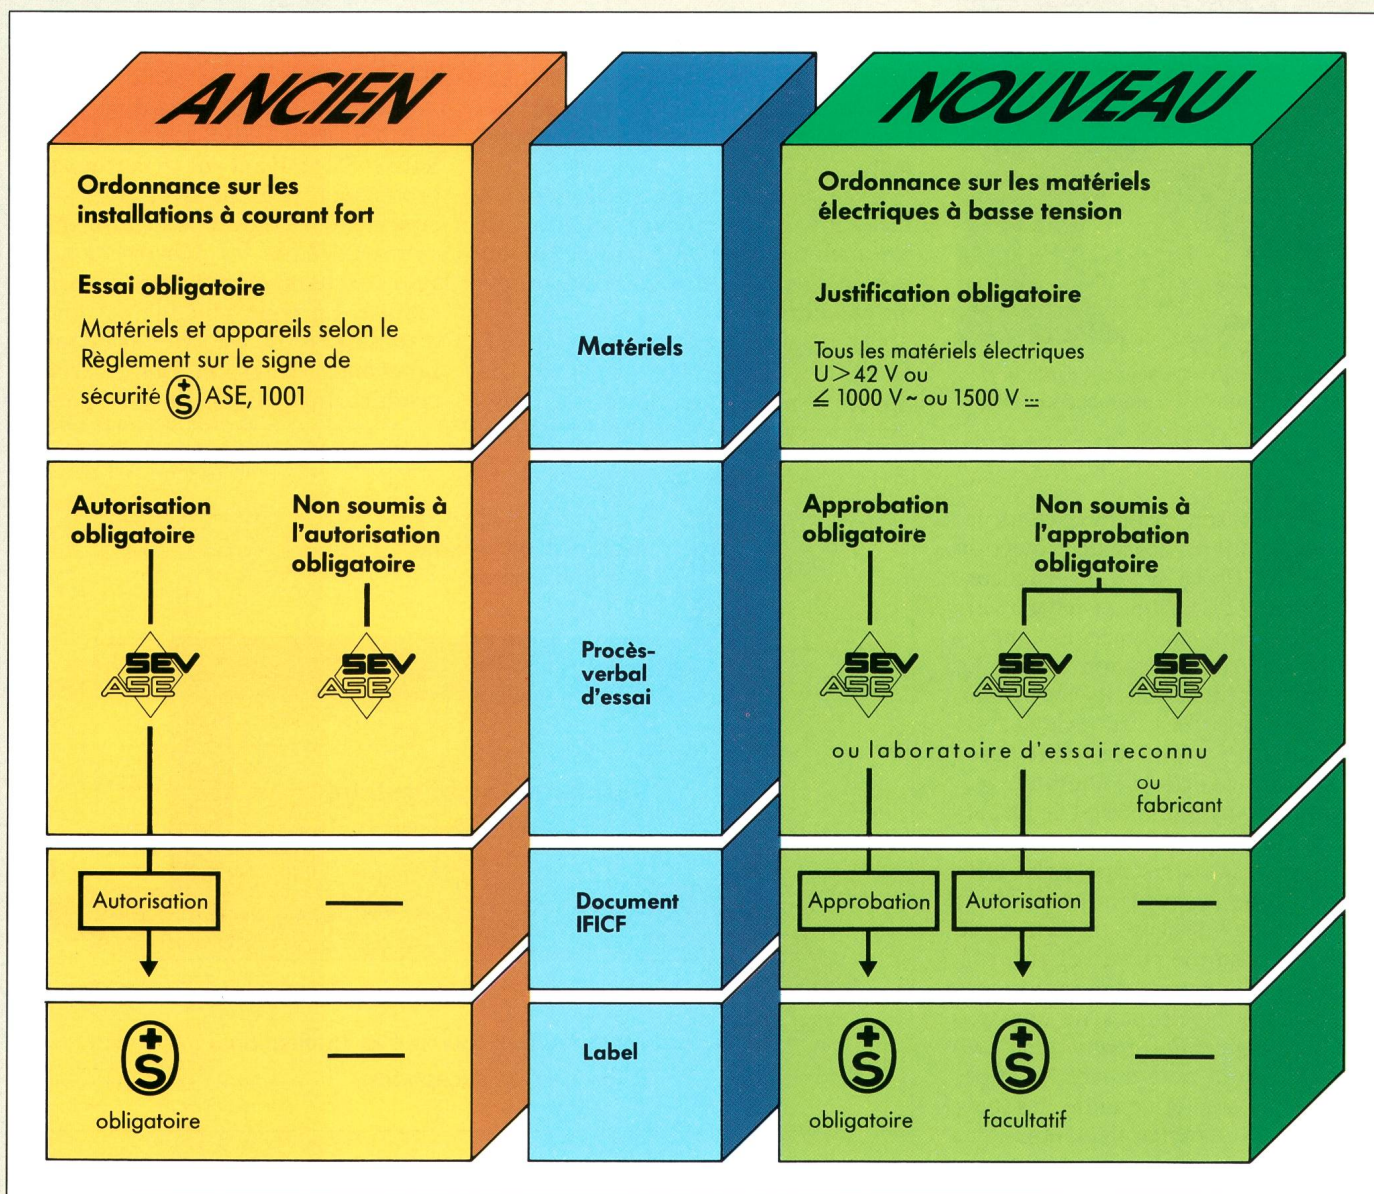 ANCIEN
Ordonnance sur les
installations à courant fort
Essai obligatoire
Matériels et appareils selon le
Règlement sur le signe de
sécurité +S ASE, 1001
Autorisation
obligatoire
Non soumis à
l'autorisation
obligatoire
SEV
ASE
SEV
ASE
Autorisation
+
S
obligatoire
Matériels
Procès-
verbal
d'essai
Document
IFICF
Label
NOUVEAU
Ordonnance sur les matériels
électriques à basse tension
Justification obligatoire
Tous les matériels électriques
U > 42 V ou
≤ 1000 V ~ ou 1500 V ⎓
Approbation
obligatoire
Non soumis à
l'approbation
obligatoire
SEV
ASE
SEV
ASE
SEV
ASE
ou laboratoire d'essai reconnu
ou
fabricant
Approbation
Autorisation
+
S
obligatoire
+
S
facultatif